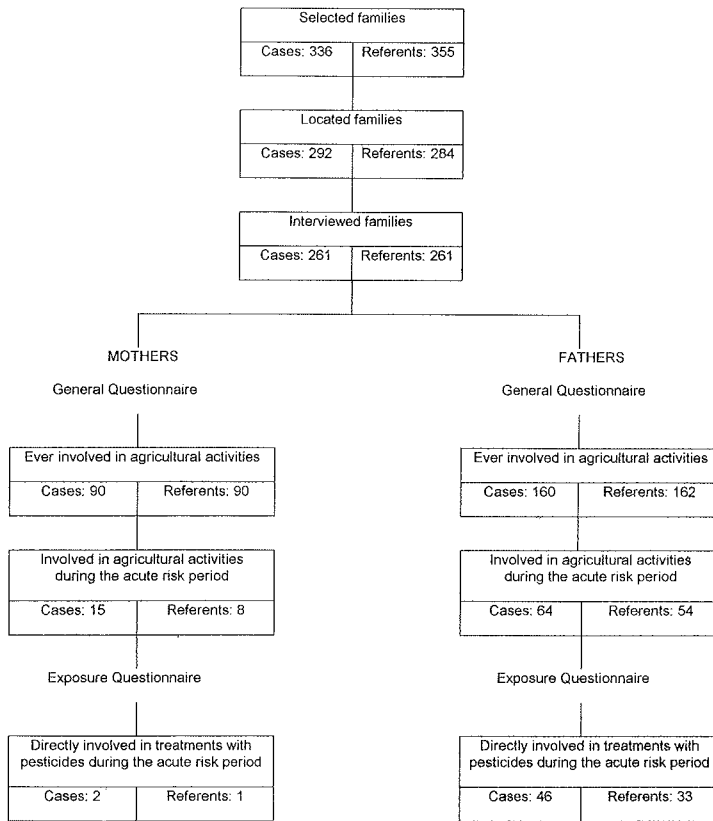 Selected families
Cases: 336 Referents: 355
Located families
Cases: 292 Referents: 284
Interviewed families
Cases: 261 Referents: 261
MOTHERS
General Questionnaire
Ever involved in agricultural activities
Cases: 90 Referents: 90
Involved in agricultural activities
during the acute risk period
Cases: 15 Referents: 8
Exposure Questionnaire
Directly involved in treatments with
pesticides during the acute risk period
Cases: 2 Referents: 1
FATHERS
General Questionnaire
Ever involved in agricultural activities
Cases: 160 Referents: 162
Involved in agricultural activities
during the acute risk period
Cases: 64 Referents: 54
Exposure Questionnaire
Directly involved in treatments with
pesticides during the acute risk period
Cases: 46 Referents: 33